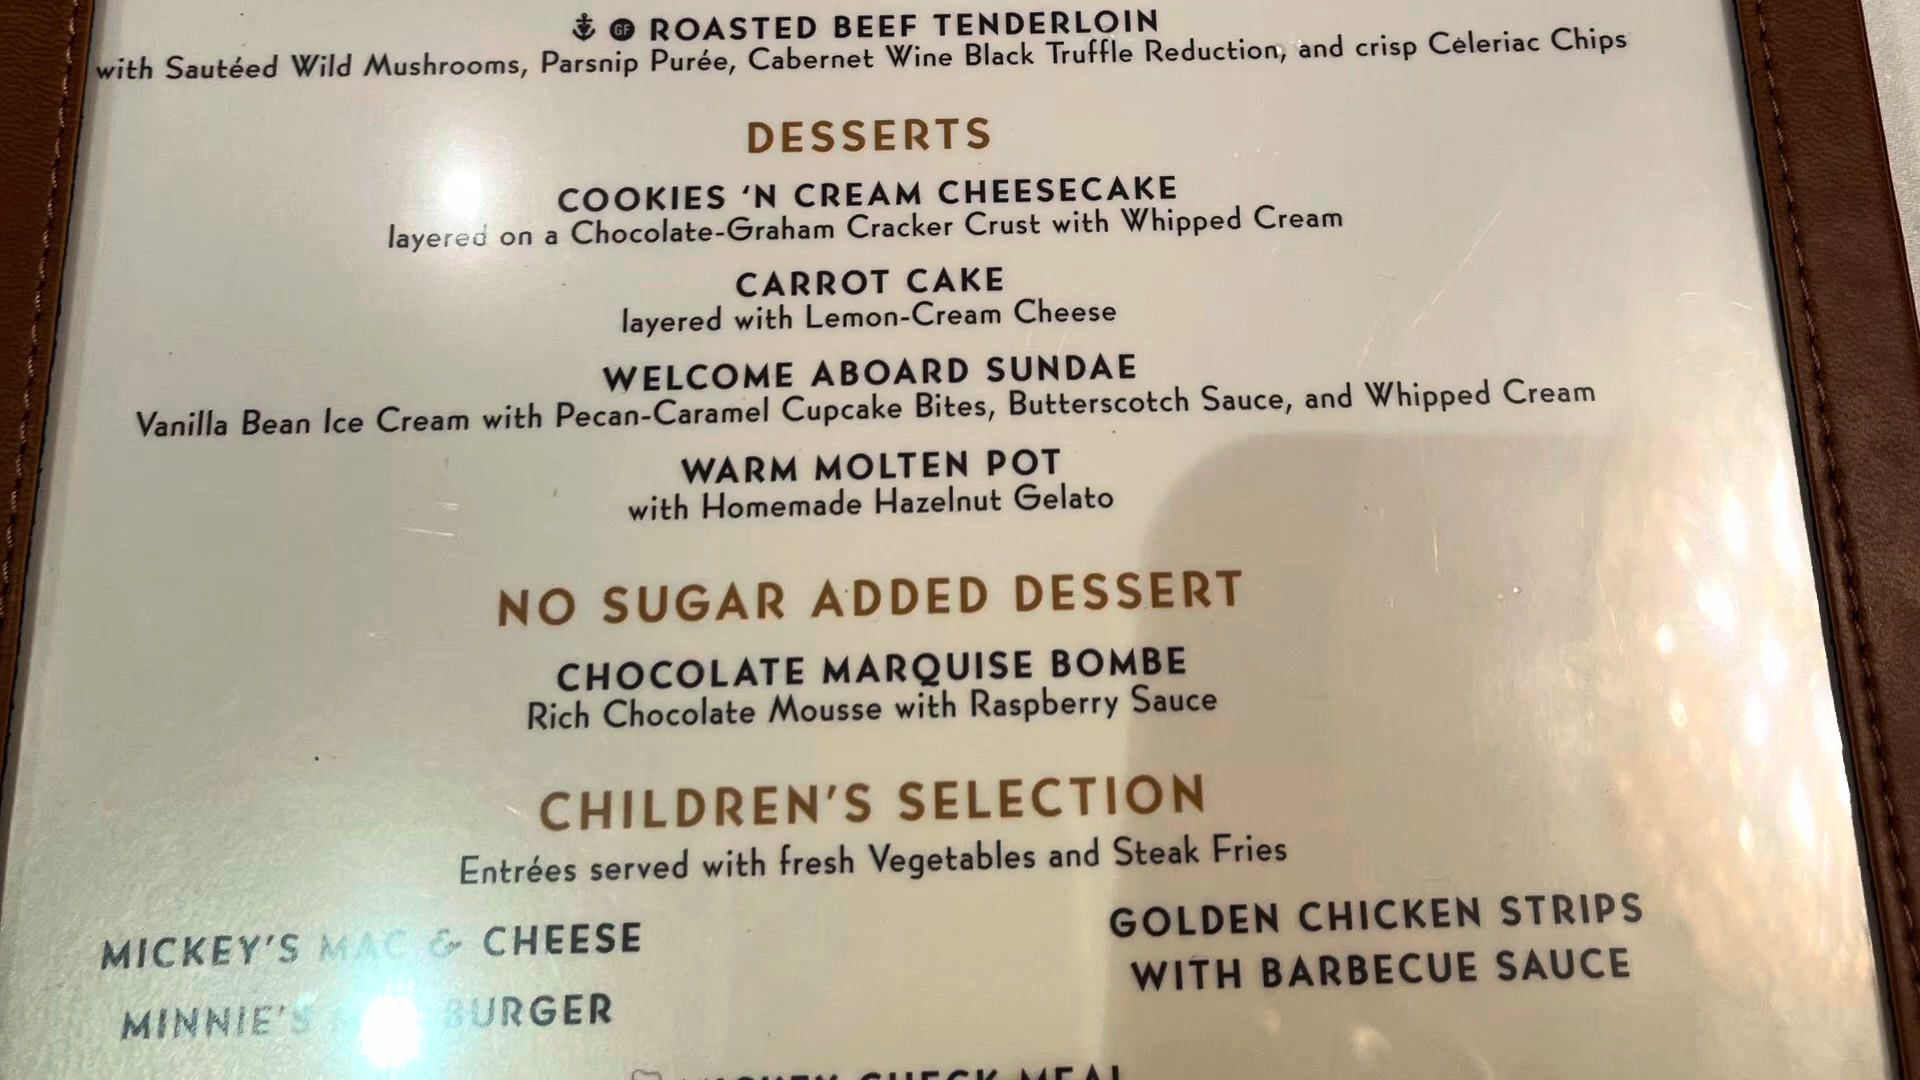 GF ROASTED BEEF TENDERLOIN
with Sautéed Wild Mushrooms, Parsnip Purée, Cabernet Wine Black Truffle Reduction, and crisp Celeriac Chips
DESSERTS
COOKIES ‘N CREAM CHEESECAKE
layered on a Chocolate-Graham Cracker Crust with Whipped Cream
CARROT CAKE
layered with Lemon-Cream Cheese
WELCOME ABOARD SUNDAE
Vanilla Bean Ice Cream with Pecan-Caramel Cupcake Bites, Butterscotch Sauce, and Whipped Cream
WARM MOLTEN POT
with Homemade Hazelnut Gelato
NO SUGAR ADDED DESSERT
CHOCOLATE MARQUISE BOMBE
Rich Chocolate Mousse with Raspberry Sauce
CHILDREN’S SELECTION
Entrées served with fresh Vegetables and Steak Fries
MICKEY’S MAC & CHEESE
MINNIE’S BURGER
GOLDEN CHICKEN STRIPS
WITH BARBECUE SAUCE
CHECK MEAL